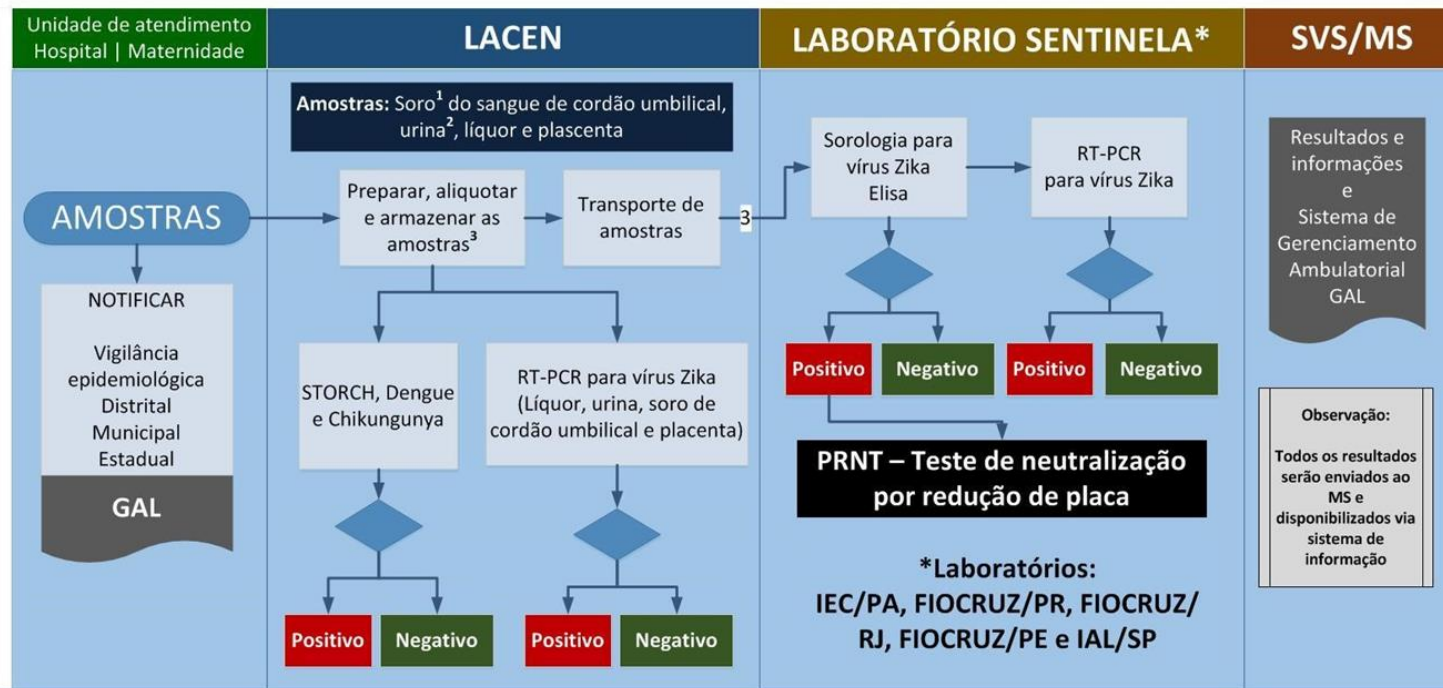 Unidade de atendimento
Hospital | Maternidade
LACEN
LABORATÓRIO SENTINELA*
SVS/MS
Amostras: Soro¹ do sangue de cordão umbilical,
urina², líquor e plascenta
AMOSTRAS
Preparar, aliquotar
e armazenar as
amostras³
Transporte de
amostras
3
Sorologia para
vírus Zika
Elisa
RT-PCR
para vírus Zika
Resultados e
informações
e
Sistema de
Gerenciamento
Ambulatorial
GAL
NOTIFICAR
Vigilância
epidemiológica
Distrital
Municipal
Estadual
GAL
STORCH, Dengue
e Chikungunya
RT-PCR para vírus Zika
(Líquor, urina, soro de
cordão umbilical e placenta)
Positivo
Negativo
Positivo
Negativo
Positivo
Negativo
Positivo
Negativo
PRNT – Teste de neutralização
por redução de placa
*Laboratórios:
IEC/PA, FIOCRUZ/PR, FIOCRUZ/
RJ, FIOCRUZ/PE e IAL/SP
Observação:
Todos os resultados
serão enviados ao
MS e
disponibilizados via
sistema de
informação